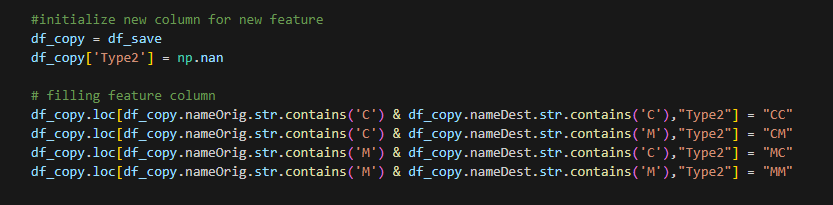 #initialize new column for new feature
df_copy = df_save
df_copy['Type2'] = np.nan
# filling feature column
df_copy.loc[df_copy.nameOrig.str.contains('C') & df_copy.nameDest.str.contains('C'),"Type2"] = "CC"
df_copy.loc[df_copy.nameOrig.str.contains('C') & df_copy.nameDest.str.contains('M'),"Type2"] = "CM"
df_copy.loc[df_copy.nameOrig.str.contains('M') & df_copy.nameDest.str.contains('C'),"Type2"] = "MC"
df_copy.loc[df_copy.nameOrig.str.contains('M') & df_copy.nameDest.str.contains('M'),"Type2"] = "MM"